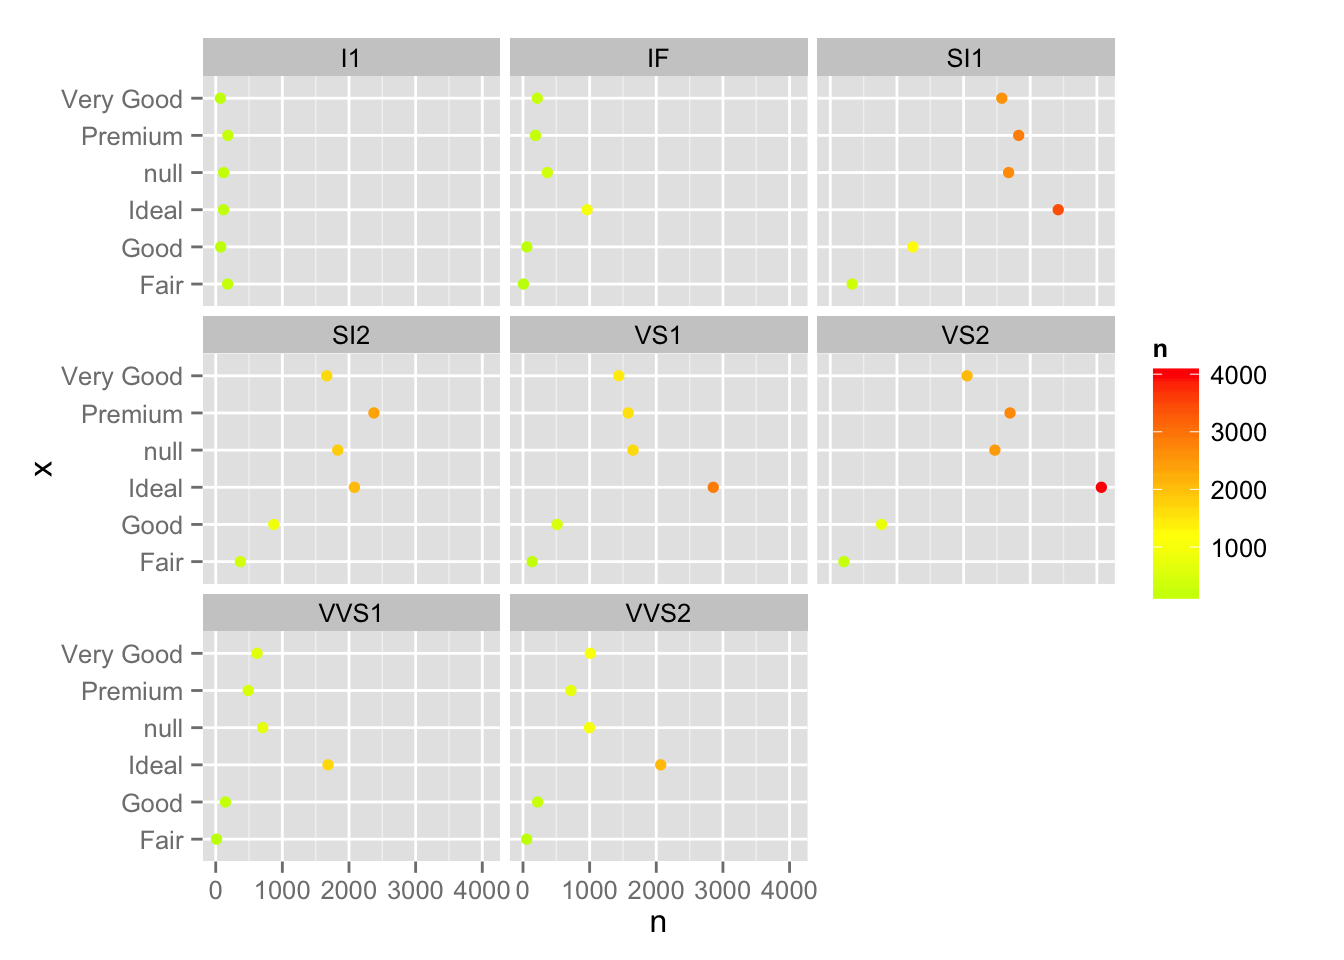 I1 IF SI1
Very Good
Premium
null
Ideal
Good
Fair
SI2 VS1 VS2
Very Good
Premium
null
Ideal
Good
Fair
VVS1 VVS2
Very Good
Premium
null
Ideal
Good
Fair
0 1000 2000 3000 4000 0 1000 2000 3000 4000
n
x
n
4000
3000
2000
1000